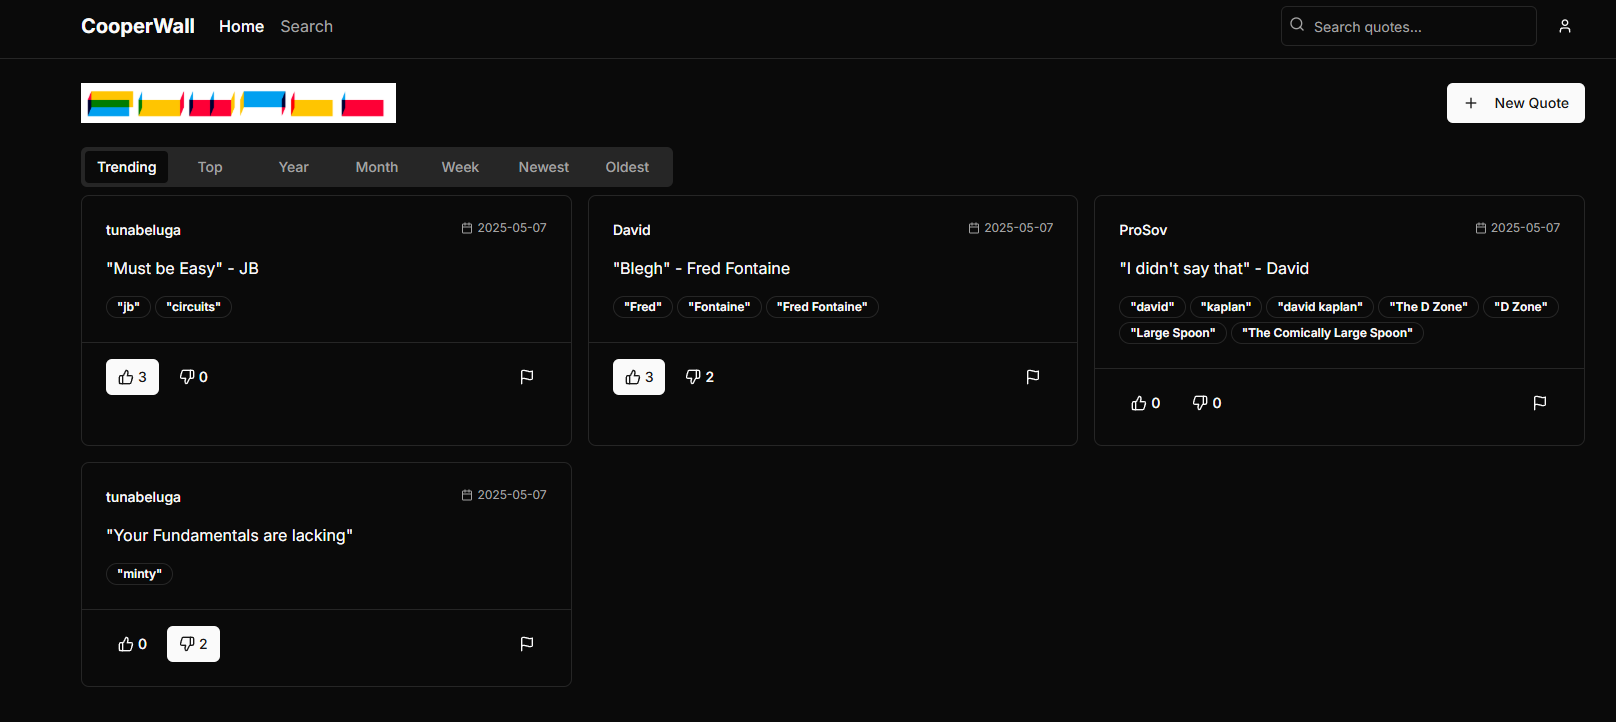 CooperWall Home Search Search quotes...
New Quote
Trending Top Year Month Week Newest Oldest
tunabeluga 2025-05-07
"Must be Easy" - JB
"jb" "circuits"
3 0
David 2025-05-07
"Blegh" - Fred Fontaine
"Fred" "Fontaine" "Fred Fontaine"
3 2
ProSov 2025-05-07
"I didn't say that" - David
"david" "kaplan" "david kaplan" "The D Zone" "D Zone"
"Large Spoon" "The Comically Large Spoon"
0 0
tunabeluga 2025-05-07
"Your Fundamentals are lacking"
"minty"
0 2